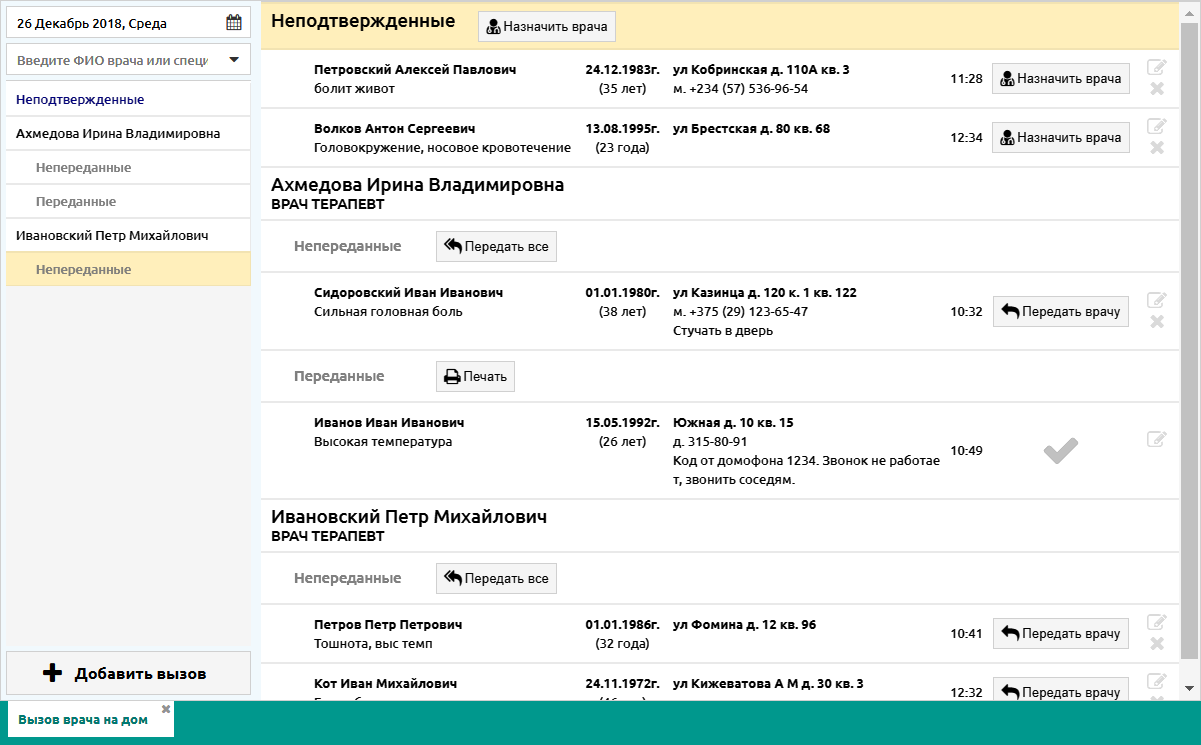 26 Декабрь 2018, Среда
Введите ФИО врача или специ
Неподтвержденные
Ахмедова Ирина Владимировна
Непереданные
Переданные
Ивановский Петр Михайлович
Непереданные
Добавить вызов
Неподтвержденные Назначить врача
Петровский Алексей Павлович 24.12.1983г. ул Кобринская д. 110А кв. 3
болит живот (35 лет) м. +234 (57) 536-96-54
11:28 Назначить врача
Волков Антон Сергеевич 13.08.1995г. ул Брестская д. 80 кв. 68
Головокружение, носовое кровотечение (23 года)
12:34 Назначить врача
Ахмедова Ирина Владимировна
ВРАЧ ТЕРАПЕВТ
Непереданные Передать все
Сидоровский Иван Иванович 01.01.1980г. ул Казинца д. 120 к. 1 кв. 122
Сильная головная боль (38 лет) м. +375 (29) 123-65-47
10:32 Передать врачу
Стучать в дверь
Переданные Печать
Иванов Иван Иванович 15.05.1992г. Южная д. 10 кв. 15
Высокая температура (26 лет) д. 315-80-91
10:49
Код от домофона 1234. Звонок не работае
т, звонить соседям.
Ивановский Петр Михайлович
ВРАЧ ТЕРАПЕВТ
Непереданные Передать все
Петров Петр Петрович 01.01.1986г. ул Фомина д. 12 кв. 96
Тошнота, выс темп (32 года)
10:41 Передать врачу
Кот Иван Михайлович 24.11.1972г. ул Кижеватова А М д. 30 кв. 3
12:32 Передать врачу
Вызов врача на дом